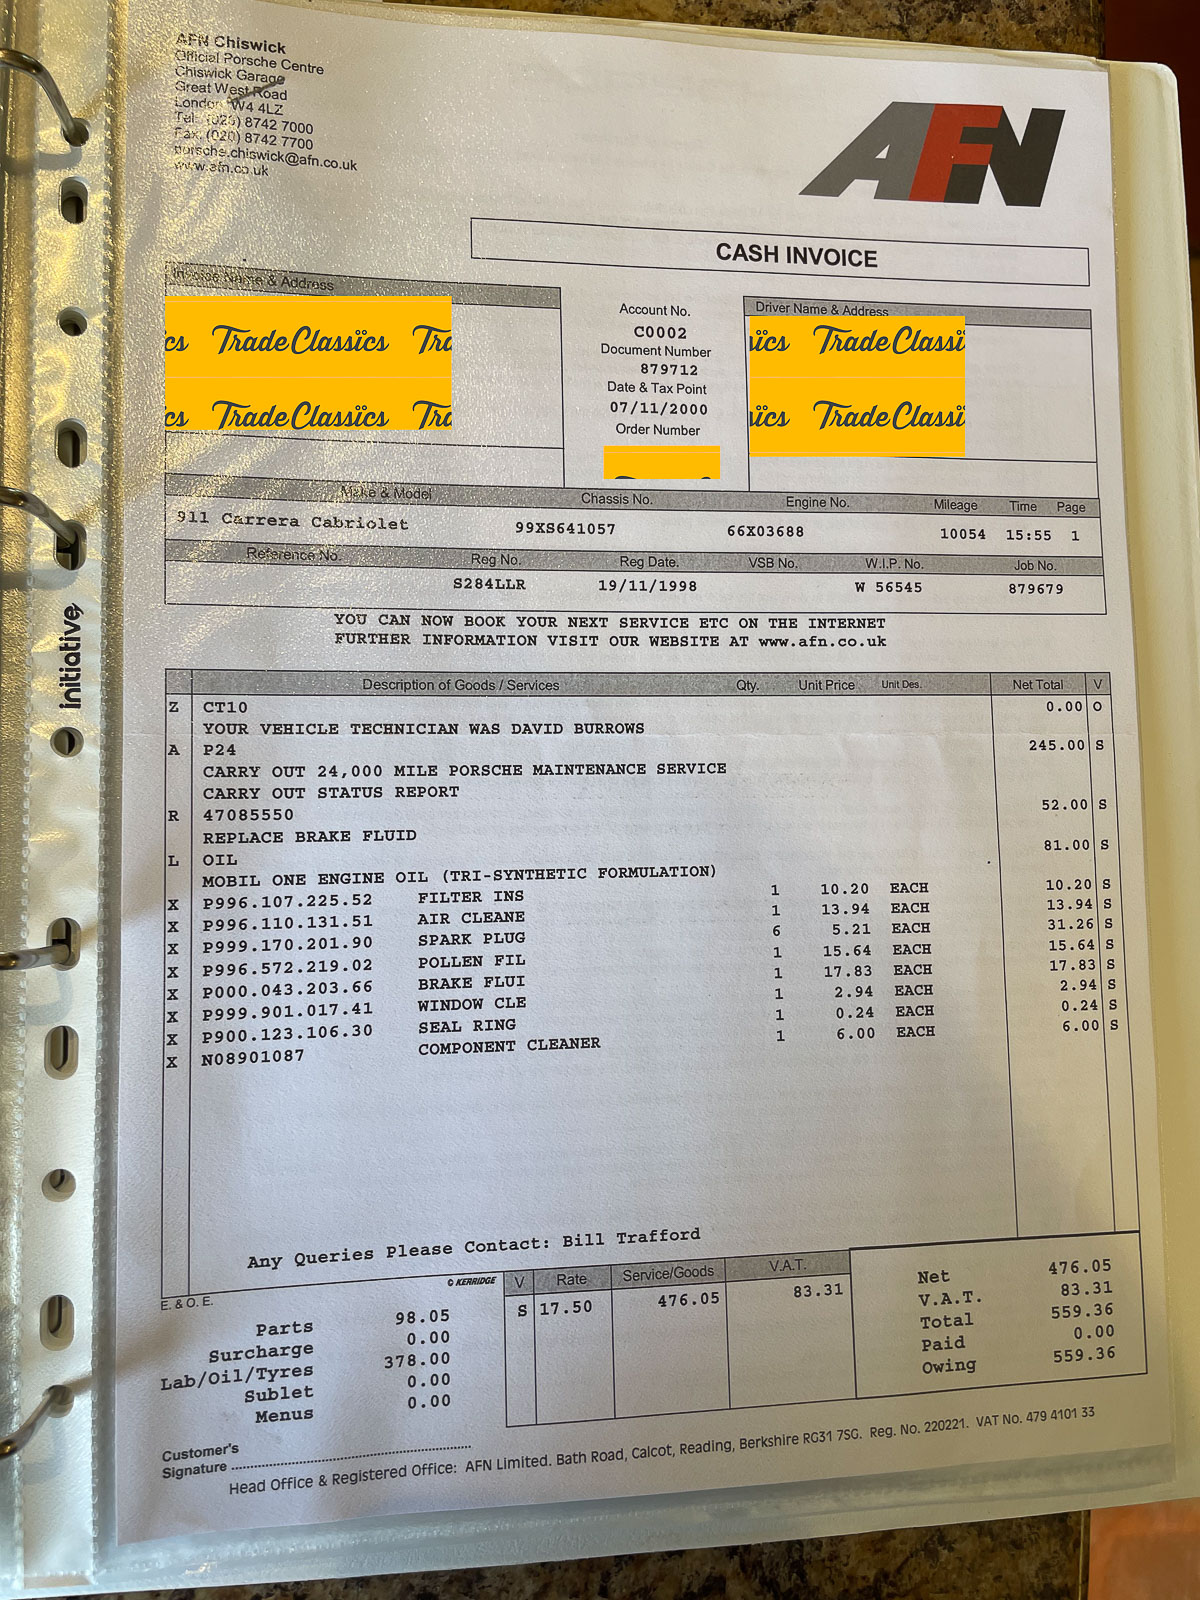 AFN Chiswick
Official Porsche Centre
Chiswick Garage
Great West Road
London W4 4LZ
Tel: (020) 8742 7000
Fax: (020) 8742 7700
porsche.chiswick@afn.co.uk
www.afn.co.uk
AFN
CASH INVOICE
Invoice Name & Address
Account No.
C0002
Document Number
879712
Date & Tax Point
07/11/2000
Order Number
Driver Name & Address
TradeClassics
TradeClassics
TradeClassics
TradeClassics
Make & Model Chassis No. Engine No. Mileage Time Page
911 Carrera Cabriolet 99XS641057 66X03688 10054 15:55 1
Reference No. Reg No. Reg Date. VSB No. W.I.P. No. Job No.
S284LLR 19/11/1998 W 56545 879679
YOU CAN NOW BOOK YOUR NEXT SERVICE ETC ON THE INTERNET
FURTHER INFORMATION VISIT OUR WEBSITE AT www.afn.co.uk
Description of Goods / Services Qty. Unit Price Unit Des. Net Total V
Z CT10 0.00 O
YOUR VEHICLE TECHNICIAN WAS DAVID BURROWS
A P24 245.00 S
CARRY OUT 24,000 MILE PORSCHE MAINTENANCE SERVICE
CARRY OUT STATUS REPORT
R 47085550 52.00 S
REPLACE BRAKE FLUID
L OIL 81.00 S
MOBIL ONE ENGINE OIL (TRI-SYNTHETIC FORMULATION)
X P996.107.225.52 FILTER INS 1 10.20 EACH 10.20 S
X P996.110.131.51 AIR CLEANE 1 13.94 EACH 13.94 S
X P999.170.201.90 SPARK PLUG 6 5.21 EACH 31.26 S
X P996.572.219.02 POLLEN FIL 1 15.64 EACH 15.64 S
X P000.043.203.66 BRAKE FLUI 1 17.83 EACH 17.83 S
X P999.901.017.41 WINDOW CLE 1 2.94 EACH 2.94 S
X P900.123.106.30 SEAL RING 1 0.24 EACH 0.24 S
X N08901087 COMPONENT CLEANER 1 6.00 EACH 6.00 S
Any Queries Please Contact: Bill Trafford
E. & O. E.
© KERRIDGE
Parts 98.05
Surcharge 0.00
Lab/Oil/Tyres 378.00
Sublet 0.00
Menus 0.00
V Rate Service/Goods V.A.T.
S 17.50 476.05 83.31
Net 476.05
V.A.T. 83.31
Total 559.36
Paid 0.00
Owing 559.36
Customer's
Signature
Head Office & Registered Office: AFN Limited. Bath Road, Calcot, Reading, Berkshire RG31 7SG. Reg. No. 220221. VAT No. 479 4101 33
initiative